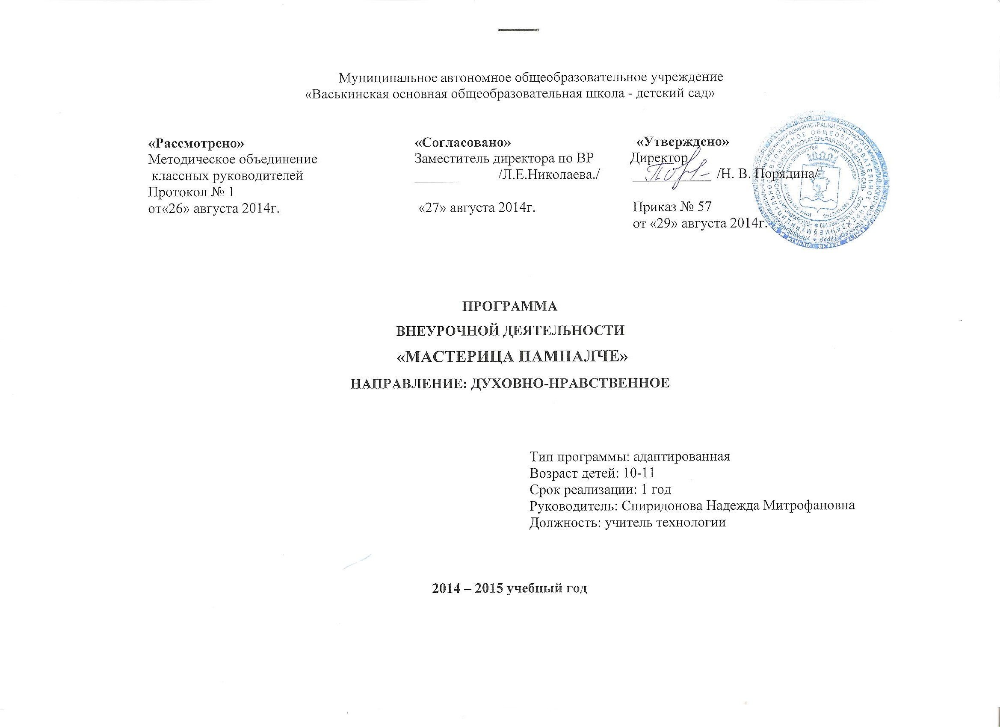 Муниципальное автономное общеобразовательное учреждение
«Васькинская основная общеобразовательная школа - детский сад»
«Рассмотрено»
Методическое объединение
классных руководителей
Протокол № 1
от«26» августа 2014г.
«Согласовано»
Заместитель директора по ВР
______ /Л.Е.Николаева./
«27» августа 2014г.
«Утверждено»
Директор
___________ /Н. В. Порядина/
Приказ № 57
от «29» августа 2014г.
ПРОГРАММА
ВНЕУРОЧНОЙ ДЕЯТЕЛЬНОСТИ
«МАСТЕРИЦА ПАМПАЛЧЕ»
НАПРАВЛЕНИЕ: ДУХОВНО-НРАВСТВЕННОЕ
Тип программы: адаптированная
Возраст детей: 10-11
Срок реализации: 1 год
Руководитель: Спиридонова Надежда Митрофановна
Должность: учитель технологии
2014 – 2015 учебный год